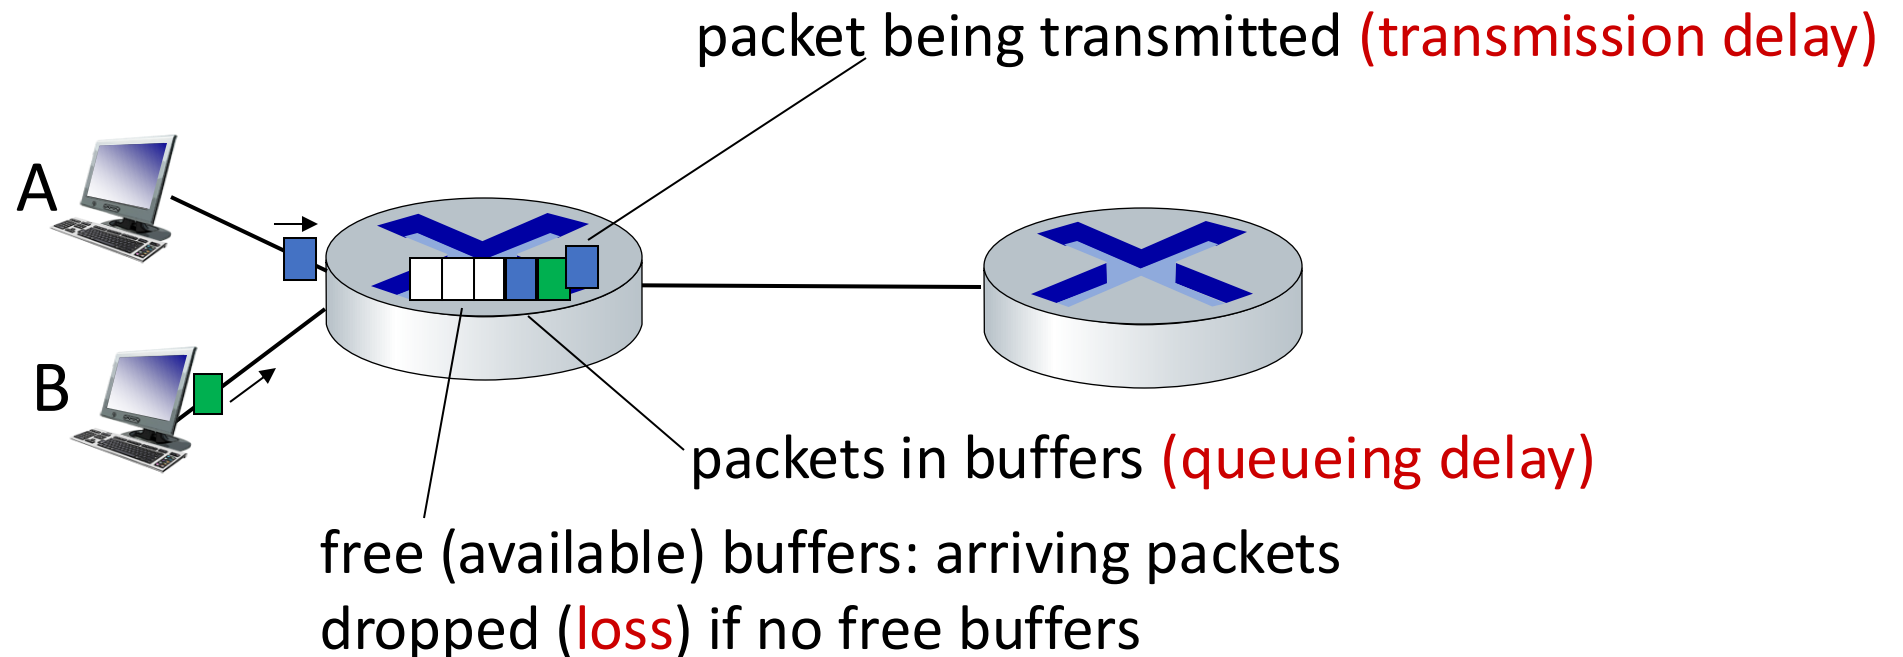 packet being transmitted (transmission delay)
A
B
packets in buffers (queueing delay)
free (available) buffers: arriving packets
dropped (loss) if no free buffers